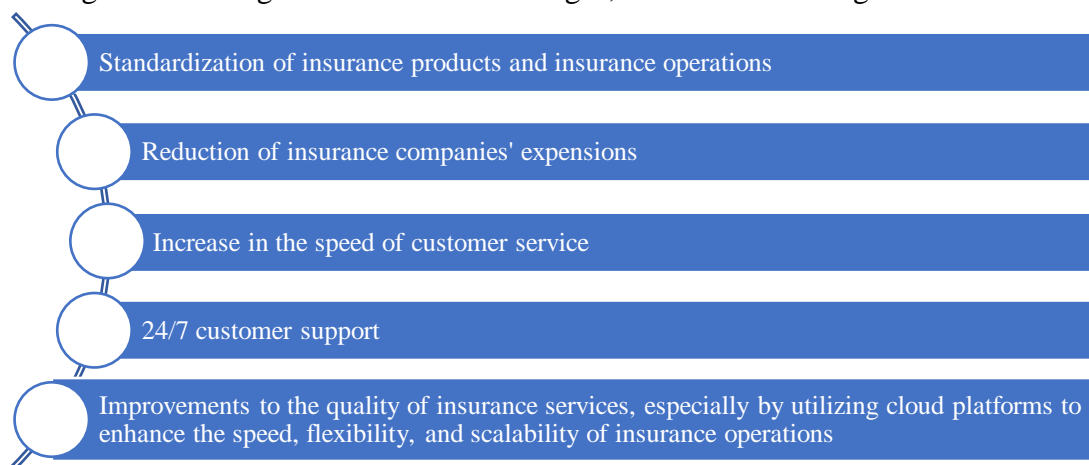 Standardization of insurance products and insurance operations
Reduction of insurance companies' expensions
Increase in the speed of customer service
24/7 customer support
Improvements to the quality of insurance services, especially by utilizing cloud platforms to
enhance the speed, flexibility, and scalability of insurance operations